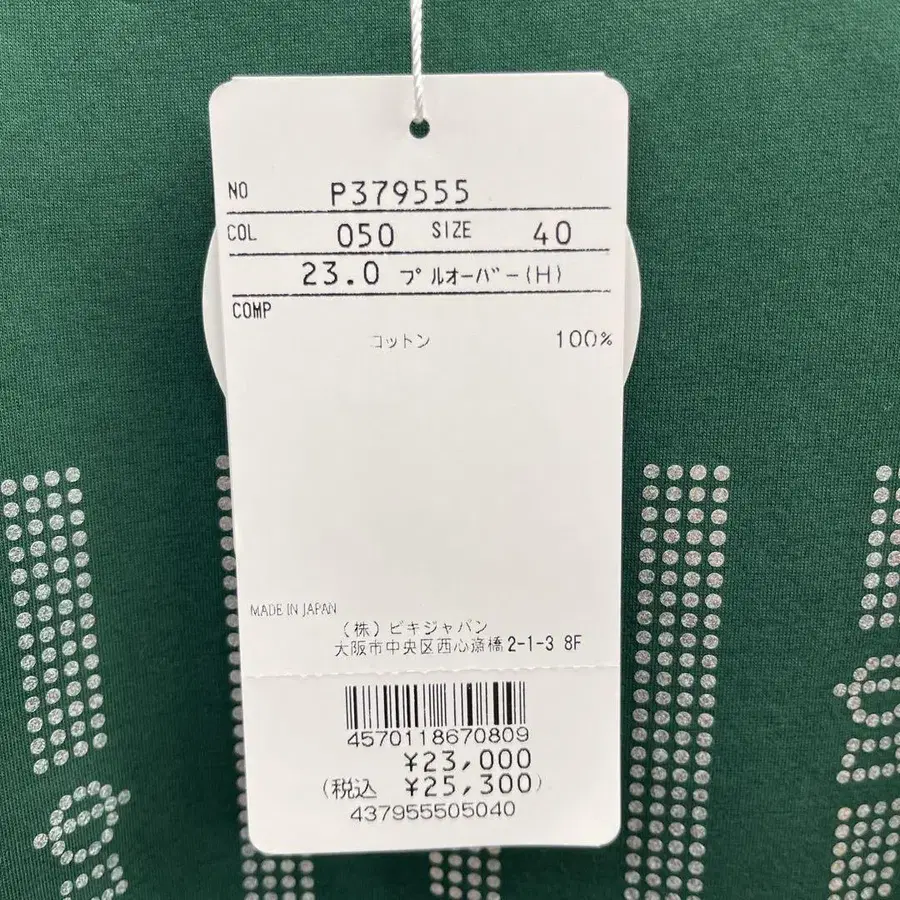 NO P379555
COL 050 SIZE 40
23.0 プルオーバー(H)
COMP
コットン 100%
MADE IN JAPAN
(株)ビキジャパン
大阪市中央区西心斎橋2-1-3 8F
4570118670809
¥23,000
(税込 ¥25,300)
437955505040